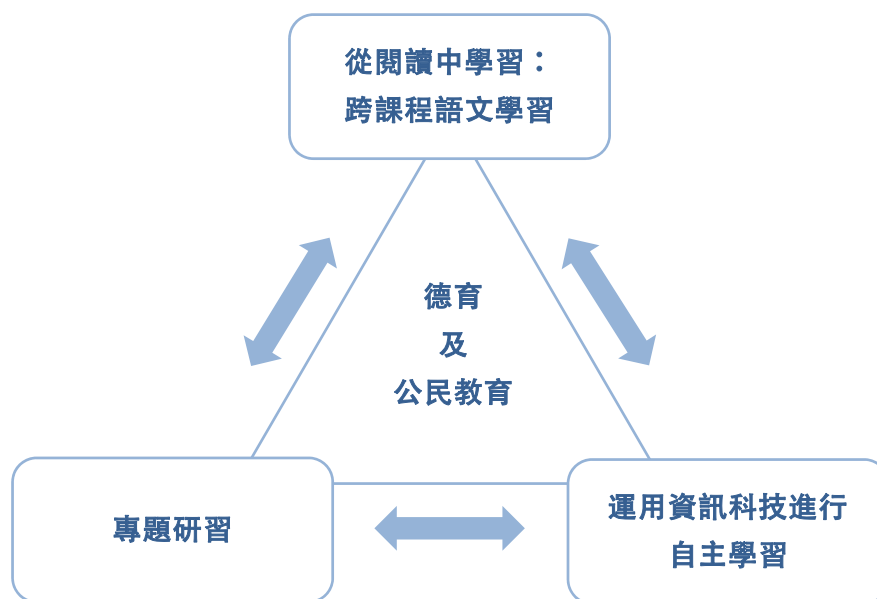 從閱讀中學習：
跨課程語文學習
德育
及
公民教育
專題研習
運用資訊科技進行
自主學習